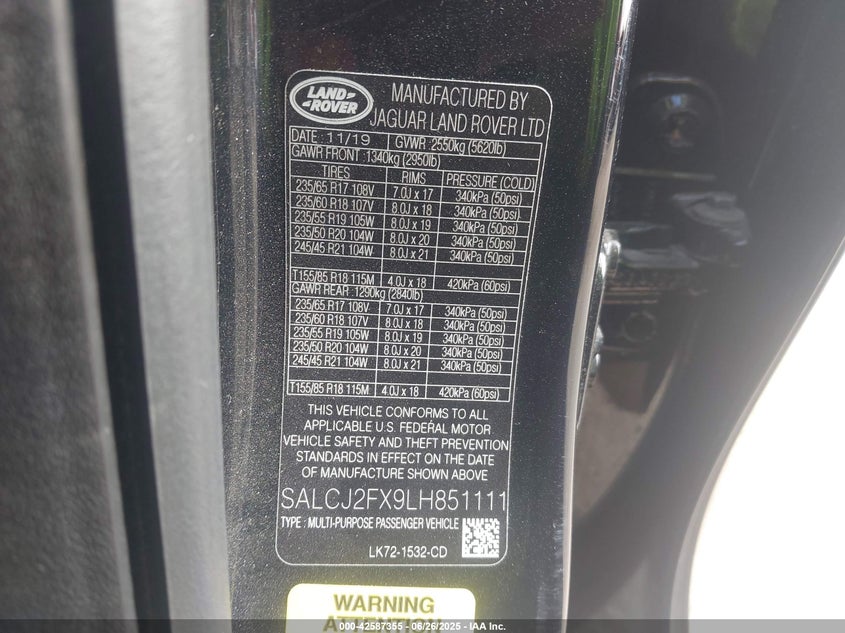 LAND ROVER
MANUFACTURED BY
JAGUAR LAND ROVER LTD
DATE: 11/19 GVWR: 2550kg (5620lb)
GAWR FRONT: 1340kg (2950lb)
TIRES RIMS PRESSURE (COLD)
235/65 R17 108V 7.0J x 17 340kPa (50psi)
235/60 R18 107V 8.0J x 18 340kPa (50psi)
235/55 R19 105W 8.0J x 19 340kPa (50psi)
235/50 R20 104W 8.0J x 20 340kPa (50psi)
245/45 R21 104W 8.0J x 21 340kPa (50psi)
T155/85 R18 115M 4.0J x 18 420kPa (60psi)
GAWR REAR: 1290kg (2840lb)
235/65 R17 108V 7.0J x 17 340kPa (50psi)
235/60 R18 107V 8.0J x 18 340kPa (50psi)
235/55 R19 105W 8.0J x 19 340kPa (50psi)
235/50 R20 104W 8.0J x 20 340kPa (50psi)
245/45 R21 104W 8.0J x 21 340kPa (50psi)
T155/85 R18 115M 4.0J x 18 420kPa (60psi)
THIS VEHICLE CONFORMS TO ALL
APPLICABLE U.S. FEDERAL MOTOR
VEHICLE SAFETY AND THEFT PREVENTION
STANDARDS IN EFFECT ON THE DATE
OF MANUFACTURE SHOWN ABOVE
SALCJ2FX9LH851111
TYPE : MULTI-PURPOSE PASSENGER VEHICLE
LK72-1532-CD
WARNING
ATTENTION
000-42587355 - 06/26/2025 - IAA Inc.